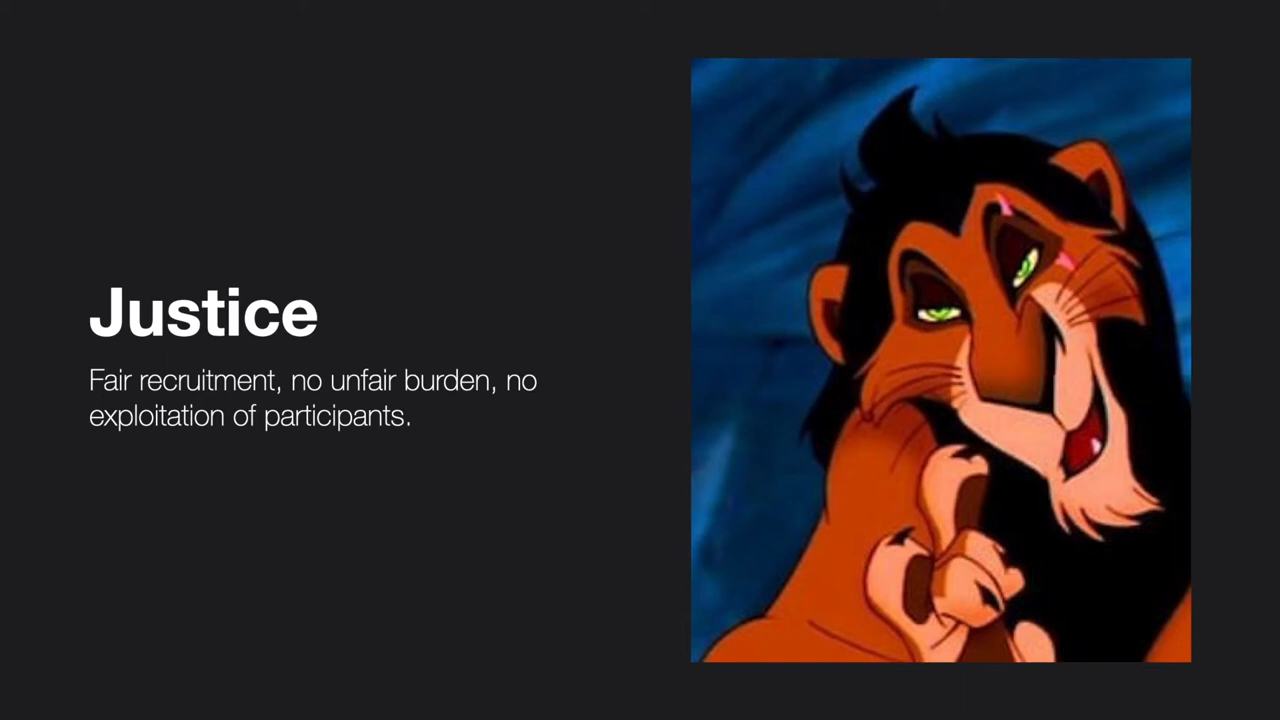 Justice
Fair recruitment, no unfair burden, no
exploitation of participants.